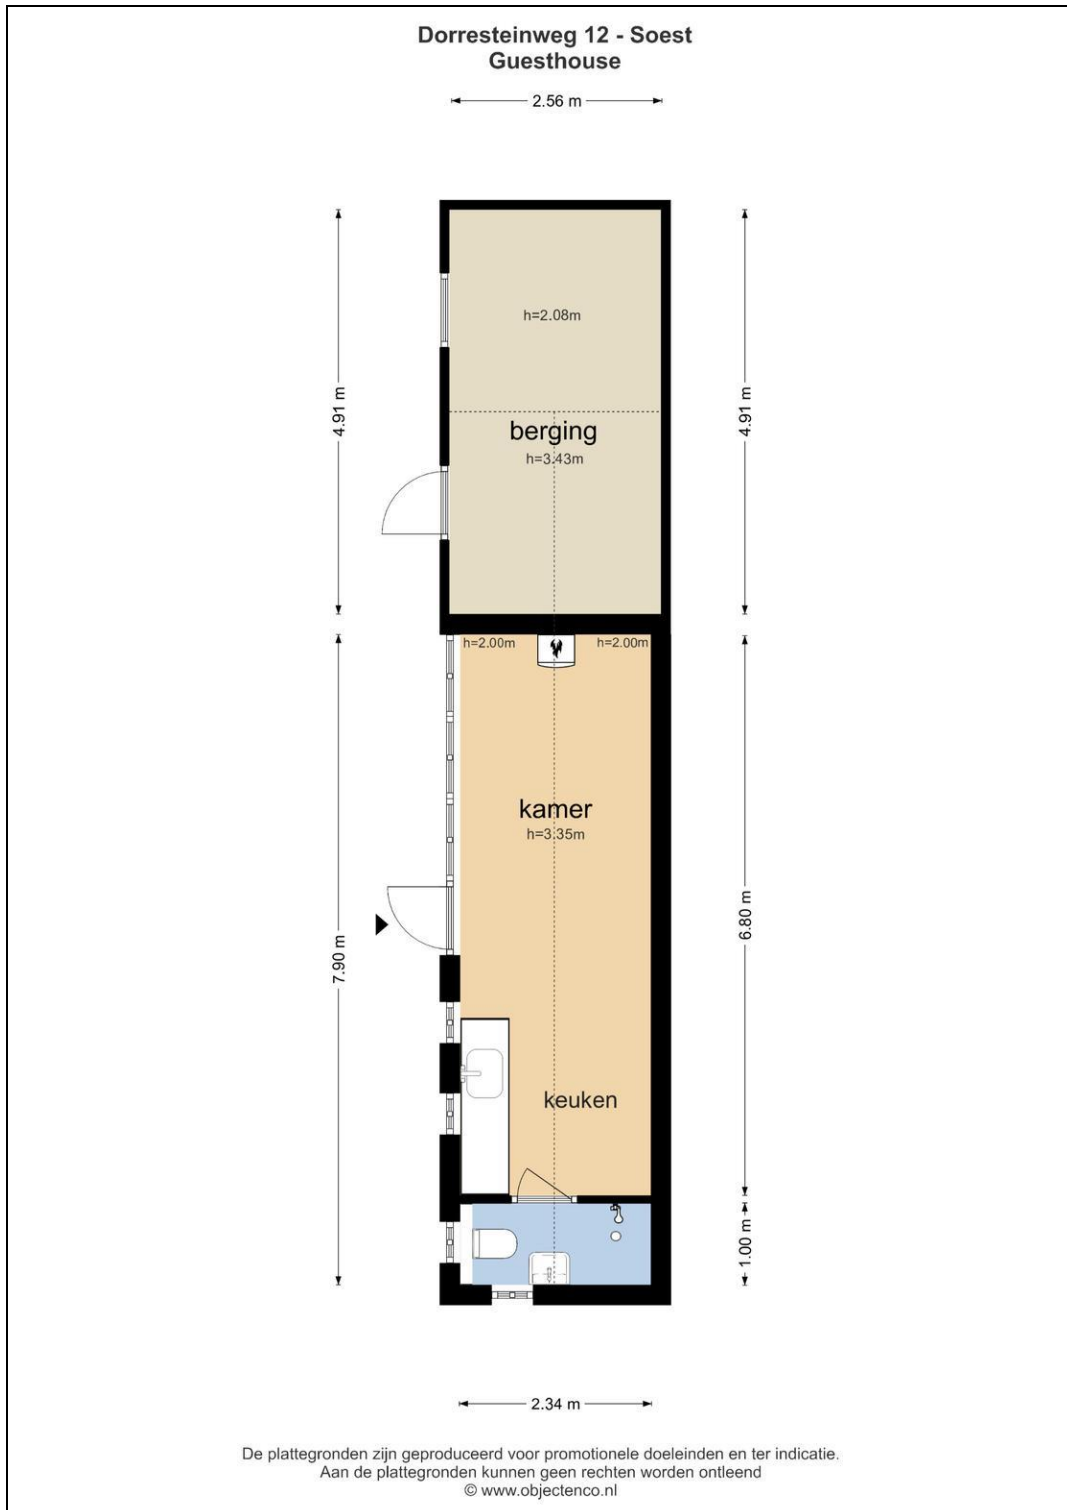 Dorresteinweg 12 - Soest
Guesthouse
2.56 m
h=2.08m
4.91 m
4.91 m
berging
h=3.43m
h=2.00m
h=2.00m
kamer
h=3.35m
7.90 m
6.80 m
keuken
1.00 m
2.34 m
De plattegronden zijn geproduceerd voor promotionele doeleinden en ter indicatie.
Aan de plattegronden kunnen geen rechten worden ontleend
© www.objectenco.nl